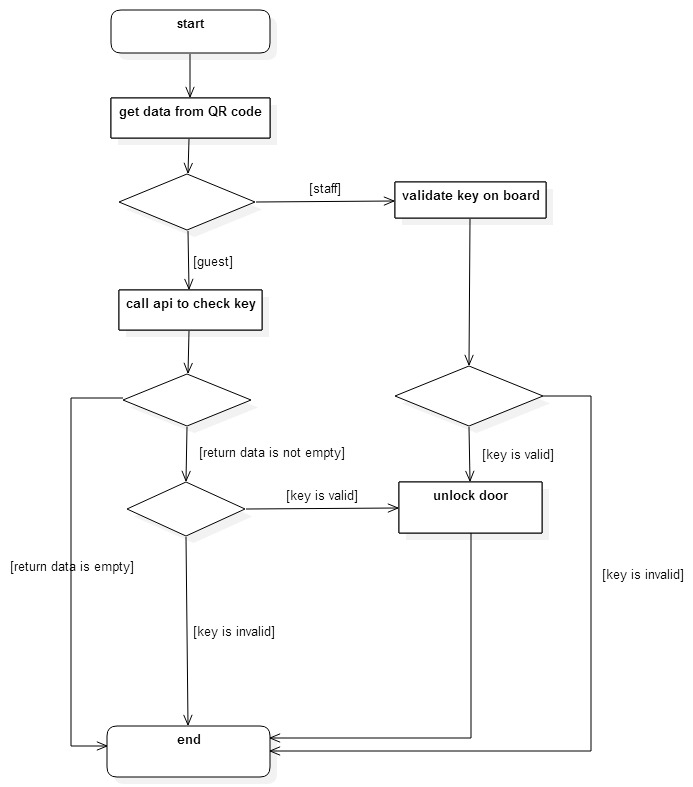 start
get data from QR code
[staff]
validate key on board
[guest]
call api to check key
[return data is not empty]
[key is valid]
[key is valid]
unlock door
[return data is empty]
[key is invalid]
[key is invalid]
end